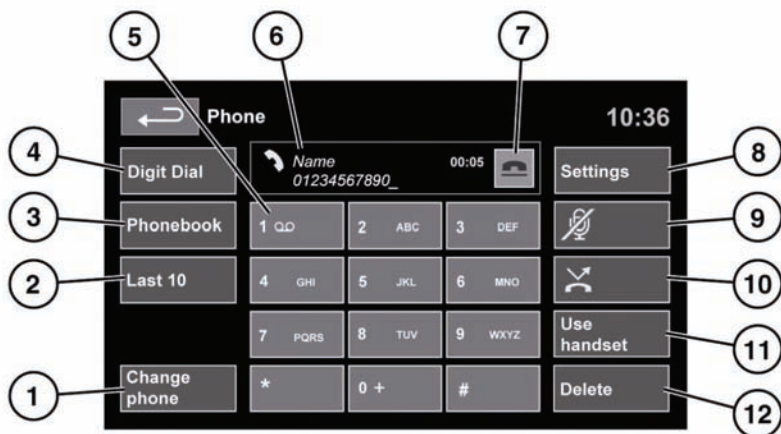 5 6 7
Phone 10:36
4 Digit Dial Name 00:05 Settings 8
01234567890_
3 Phonebook 1 2 ABC 3 DEF 9
2 Last 10 4 GHI 5 JKL 6 MNO 10
7 PQRS 8 TUV 9 WXYZ Use
handset 11
1 Change
phone * 0 + # Delete 12